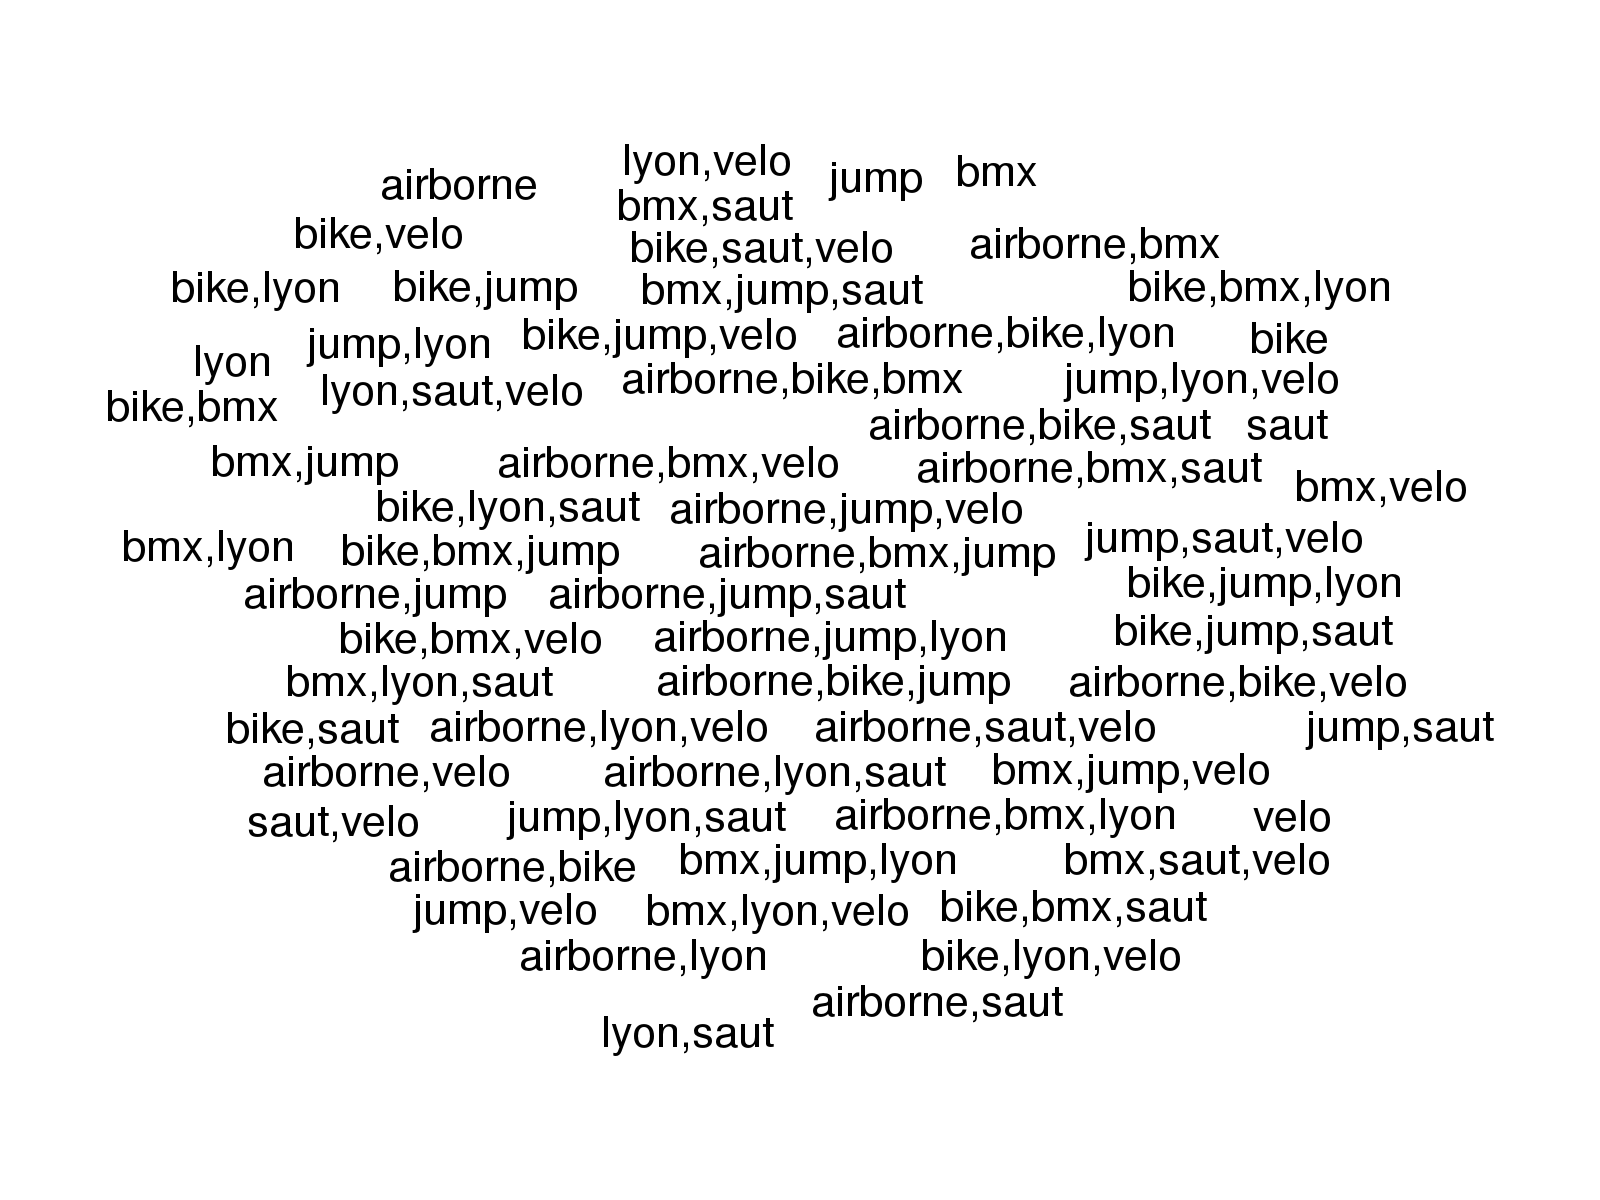 lyon,velo
airborne jump bmx
bmx,saut
bike,velo bike,saut,velo airborne,bmx
bike,lyon bike,jump bmx,jump,saut bike,bmx,lyon
jump,lyon bike,jump,velo airborne,bike,lyon bike
lyon
lyon,saut,velo airborne,bike,bmx jump,lyon,velo
bike,bmx
airborne,bike,saut saut
bmx,jump airborne,bmx,velo airborne,bmx,saut
bmx,velo
bike,lyon,saut airborne,jump,velo
jump,saut,velo
bmx,lyon bike,bmx,jump airborne,bmx,jump
airborne,jump airborne,jump,saut bike,jump,lyon
bike,bmx,velo airborne,jump,lyon bike,jump,saut
bmx,lyon,saut airborne,bike,jump airborne,bike,velo
bike,saut airborne,lyon,velo airborne,saut,velo jump,saut
airborne,velo airborne,lyon,saut bmx,jump,velo
saut,velo jump,lyon,saut airborne,bmx,lyon velo
airborne,bike bmx,jump,lyon bmx,saut,velo
jump,velo bmx,lyon,velo bike,bmx,saut
airborne,lyon bike,lyon,velo
airborne,saut
lyon,saut